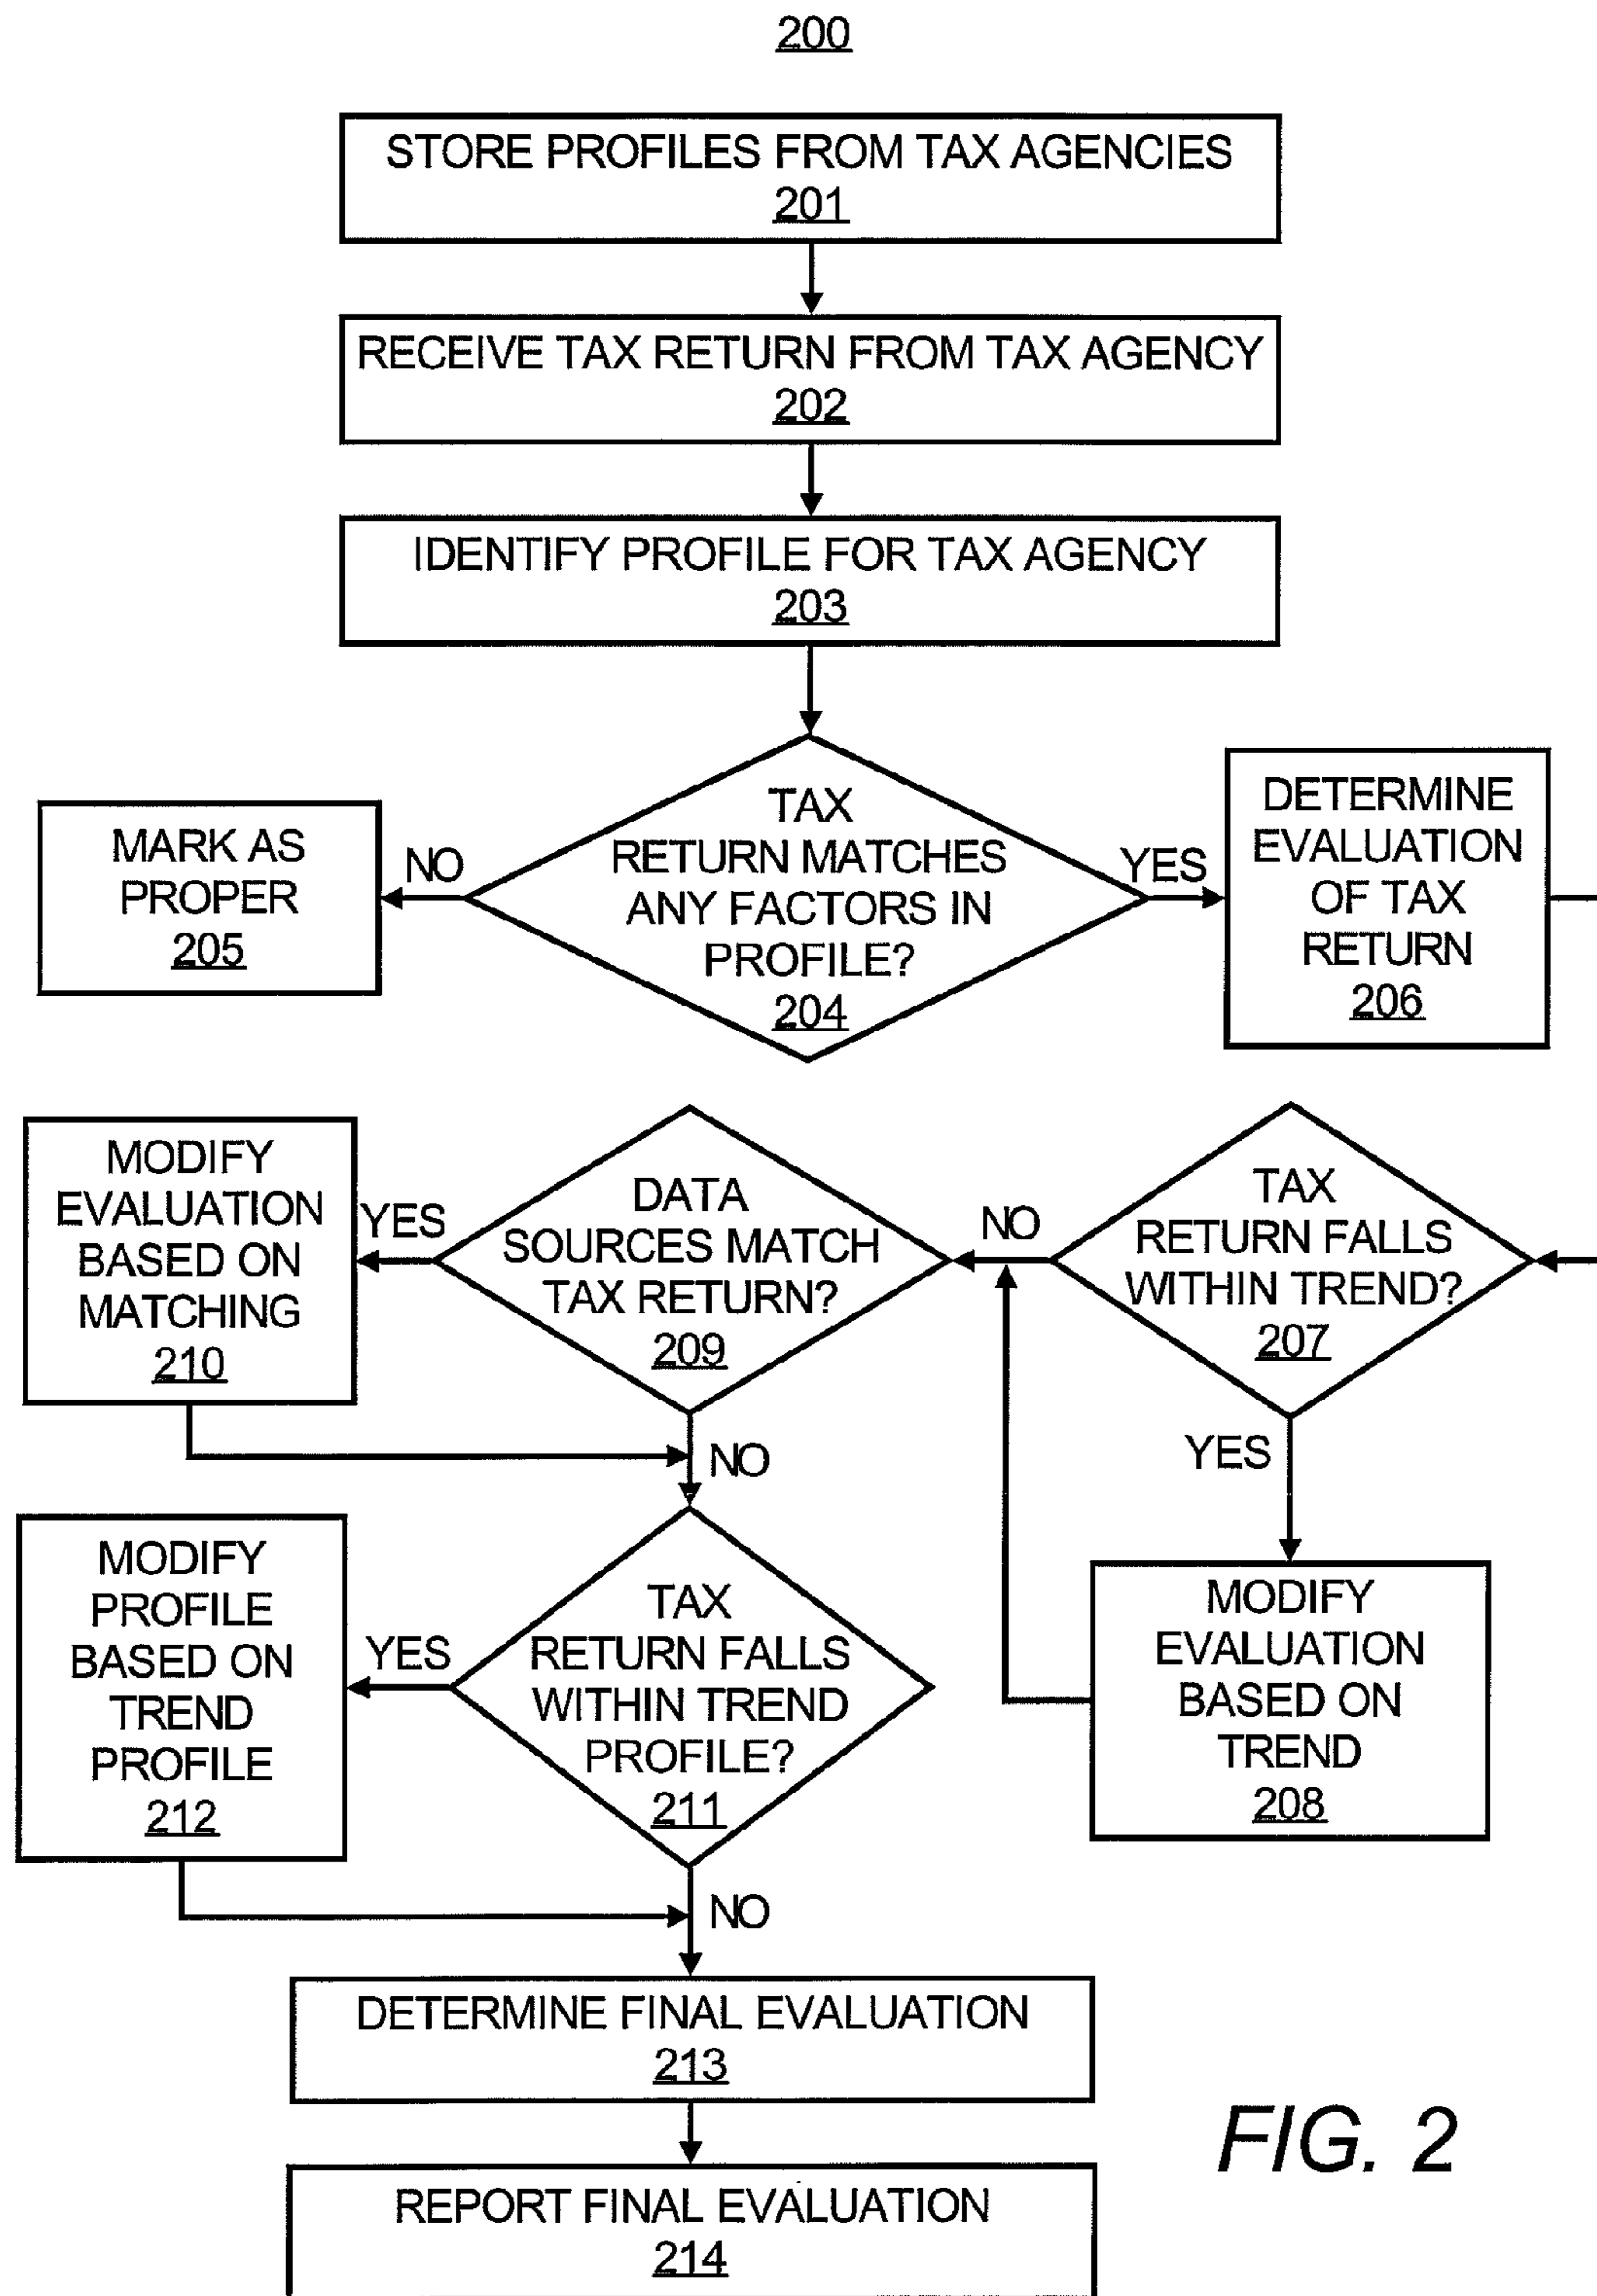 200
STORE PROFILES FROM TAX AGENCIES
201
RECEIVE TAX RETURN FROM TAX AGENCY
202
IDENTIFY PROFILE FOR TAX AGENCY
203
TAX
RETURN MATCHES
ANY FACTORS IN
PROFILE?
204
NO
MARK AS
PROPER
205
YES
DETERMINE
EVALUATION
OF TAX
RETURN
206
TAX
RETURN FALLS
WITHIN TREND?
207
YES
MODIFY
EVALUATION
BASED ON
TREND
208
NO
DATA
SOURCES MATCH
TAX RETURN?
209
YES
MODIFY
EVALUATION
BASED ON
MATCHING
210
NO
TAX
RETURN FALLS
WITHIN TREND
PROFILE?
211
YES
MODIFY
PROFILE
BASED ON
TREND
PROFILE
212
NO
DETERMINE FINAL EVALUATION
213
REPORT FINAL EVALUATION
214
FIG. 2